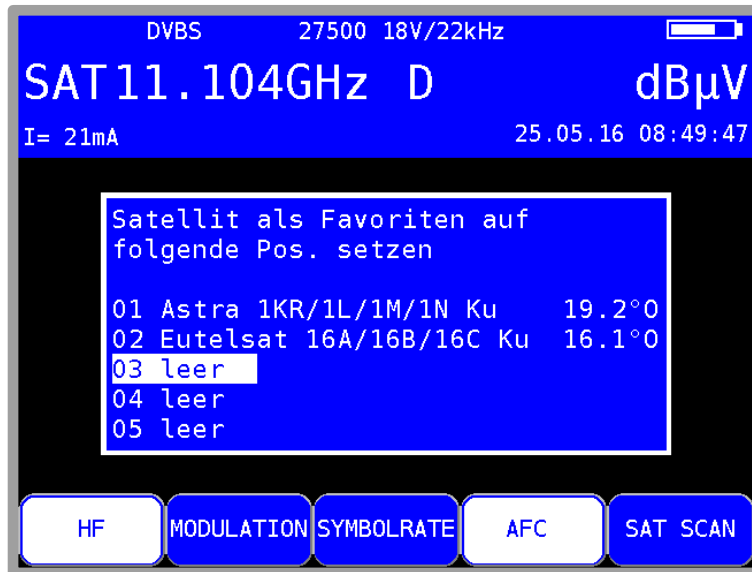 DVBS 27500 18V/22kHz
SAT11.104GHz D dBµV
I= 21mA 25.05.16 08:49:47
Satellit als Favoriten auf
folgende Pos. setzen
01 Astra 1KR/1L/1M/1N Ku 19.2°O
02 Eutelsat 16A/16B/16C Ku 16.1°O
03 leer
04 leer
05 leer
HF MODULATION SYMBOLRATE AFC SAT SCAN